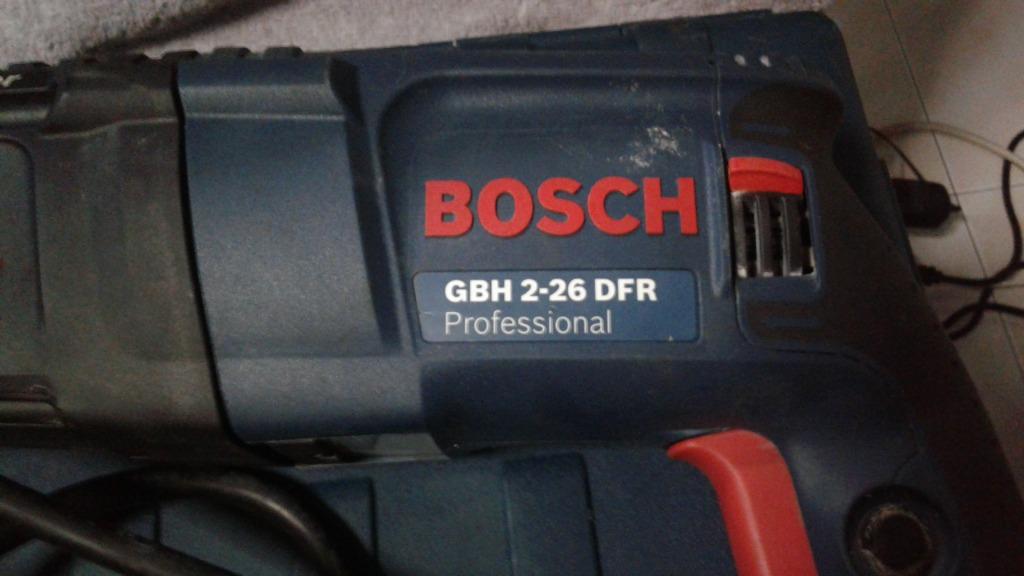 BOSCH
GBH 2-26 DFR
Professional